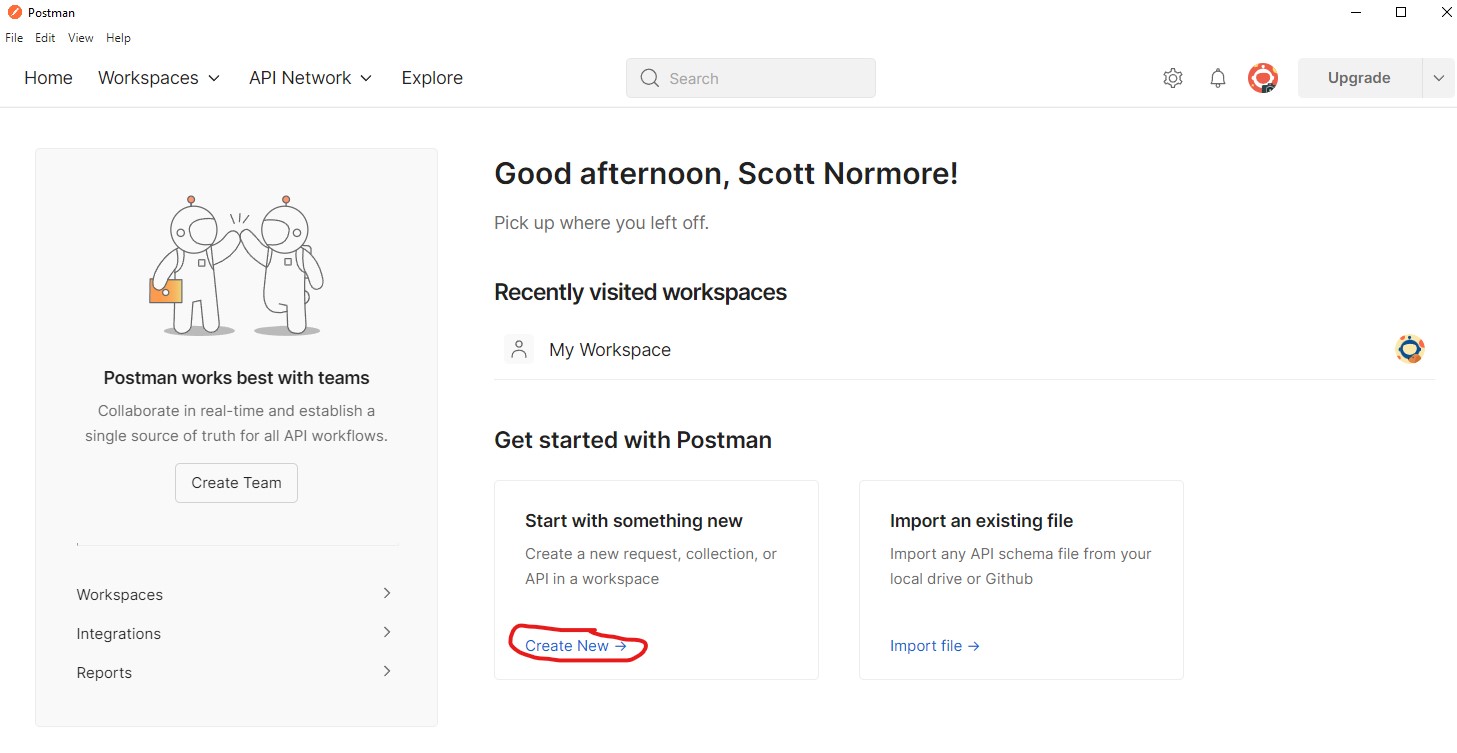 Postman
File Edit View Help
Home Workspaces API Network Explore Search Upgrade
Postman works best with teams
Collaborate in real-time and establish a
single source of truth for all API workflows.
Create Team
Workspaces
Integrations
Reports
Good afternoon, Scott Normore!
Pick up where you left off.
Recently visited workspaces
My Workspace
Get started with Postman
Start with something new
Create a new request, collection, or
API in a workspace
Create New →
Import an existing file
Import any API schema file from your
local drive or Github
Import file →